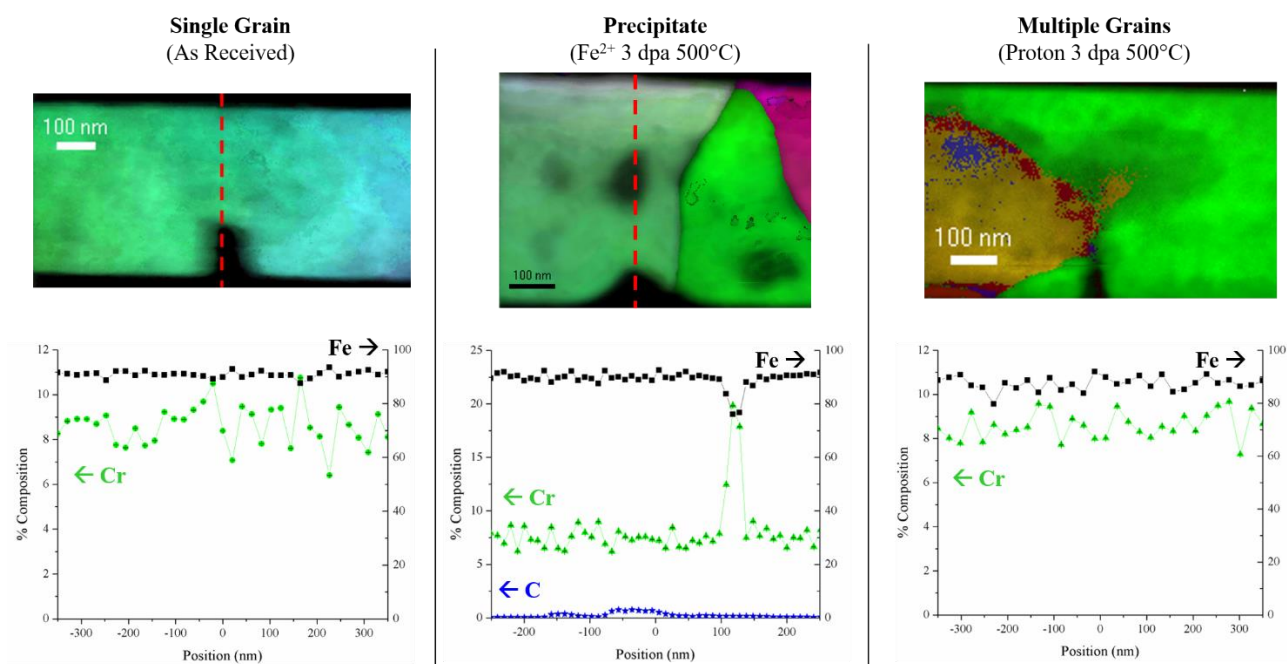 Single Grain
(As Received)
Precipitate
(Fe²⁺ 3 dpa 500°C)
Multiple Grains
(Proton 3 dpa 500°C)
100 nm
100 nm
100 nm
12
10
8
6
4
2
0
% Composition
100
80
60
40
20
0
Fe →
← Cr
-300 -200 -100 0 100 200 300
Position (nm)
25
20
15
10
5
0
% Composition
100
80
60
40
20
0
Fe →
← Cr
← C
-200 -100 0 100 200
Position (nm)
12
10
8
6
4
2
0
% Composition
100
80
60
40
20
0
Fe →
← Cr
-300 -200 -100 0 100 200 300
Position (nm)